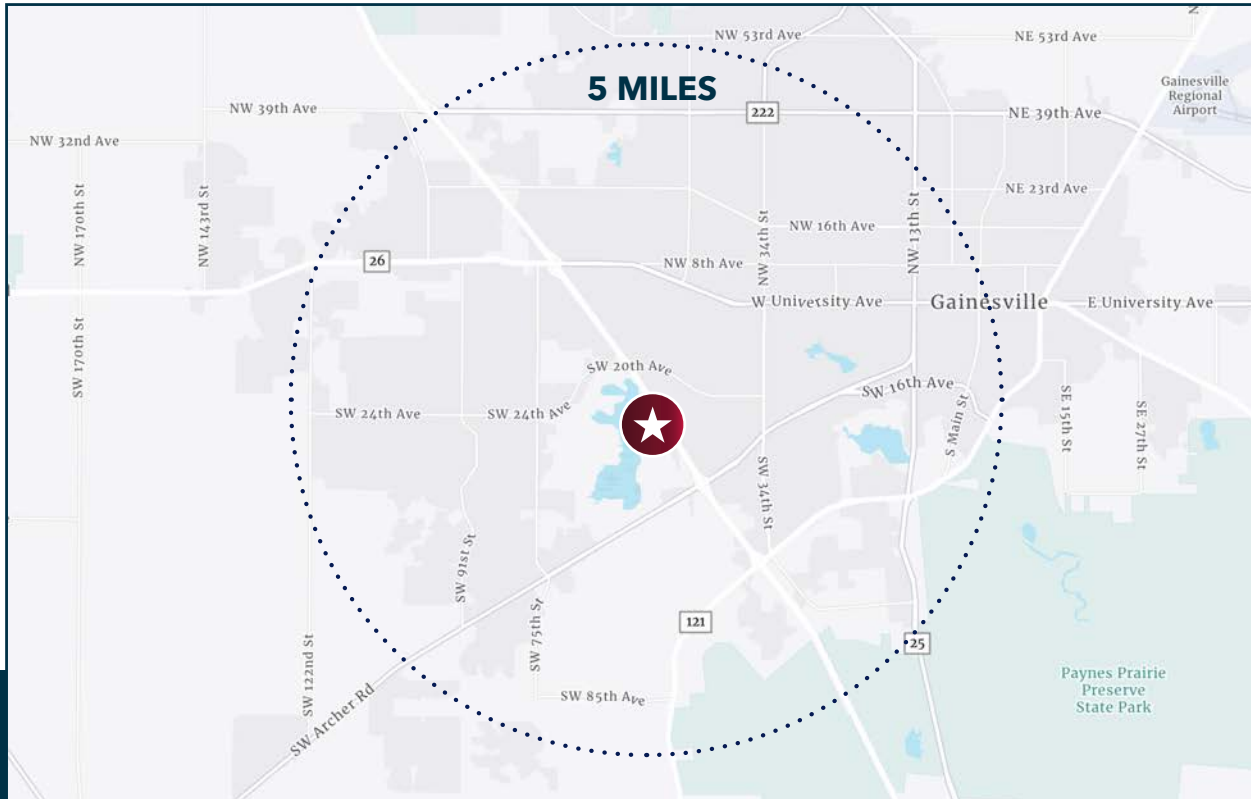 NW 53rd Ave
NE 53rd Ave
N
5 MILES
Gainesville
Regional
Airport
NW 39th Ave
222
NE 39th Ave
NW 32nd Ave
NW 170th St
NW 143rd St
NE 23rd Ave
NW 34th St
NW 16th Ave
NW 13th St
26
NW 8th Ave
W University Ave
Gainesville
E University Ave
SW 170th St
SW 20th Ave
SW 24th Ave
SW 24th Ave
SW 16th Ave
S Main St
SE 15th St
SE 27th St
SW 34th St
SW 91st St
SW 75th St
121
25
SW 122nd St
SW 85th Ave
SW Archer Rd
Paynes Prairie
Preserve
State Park